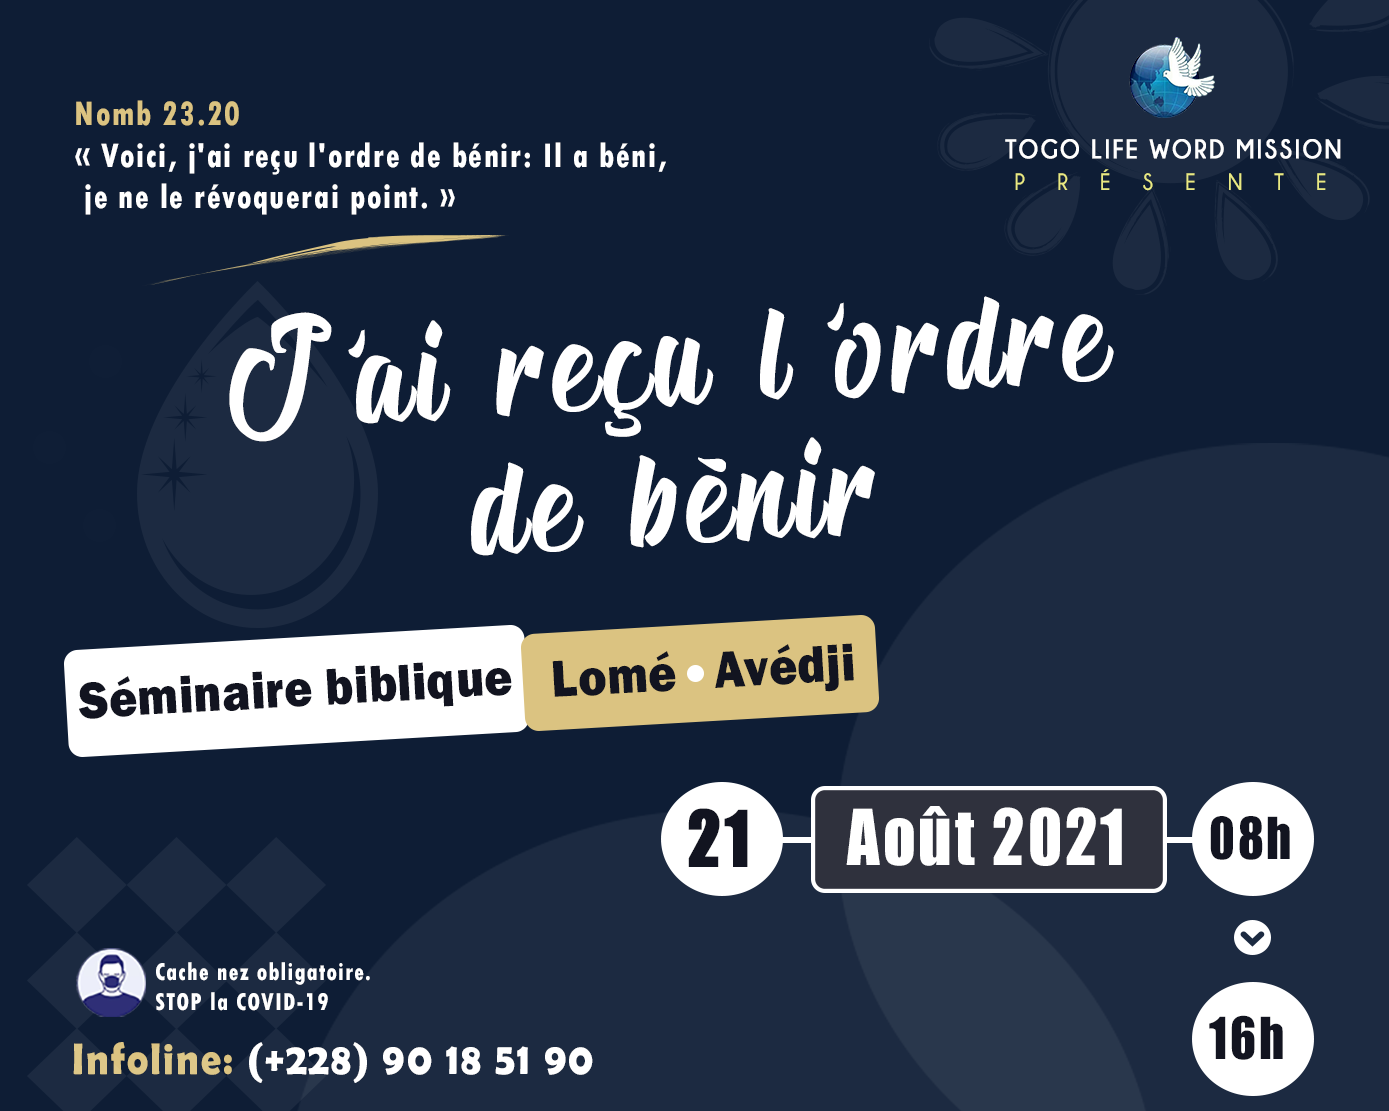 Nomb 23.20
« Voici, j'ai reçu l'ordre de bénir: Il a béni,
je ne le révoquerai point. »
TOGO LIFE WORD MISSION
PRÉSENTE
J'ai reçu l'ordre
de bénir
Séminaire biblique Lomé • Avédji
21 Août 2021 08h
16h
Cache nez obligatoire.
STOP la COVID-19
Infoline: (+228) 90 18 51 90